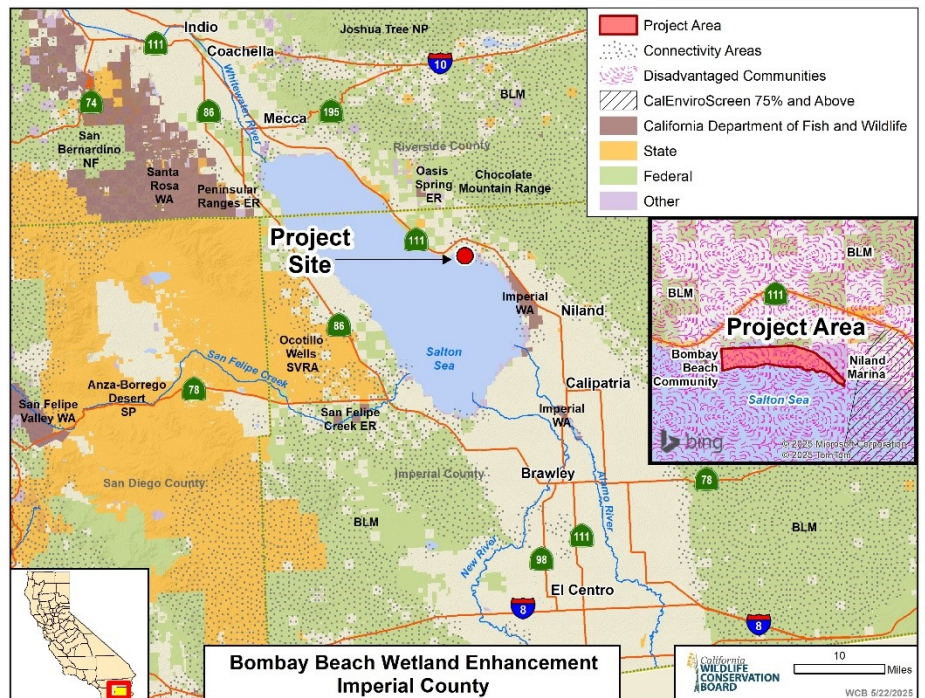 Indio
111
Coachella
Joshua Tree NP
10
Whitewater River
74
86
BLM
Mecca
195
San
Bernardino
NF
Riverside County
Santa
Rosa
WA
Peninsular
Ranges ER
Oasis
Spring
ER
Chocolate
Mountain Range
Project
Site
111
Imperial
WA
Niland
86
Ocotillo
Wells
SVRA
Salton
Sea
San Felipe Creek
Anza-Borrego
Desert
SP
78
Calipatria
San Felipe
Valley WA
San Felipe
Creek ER
Imperial
WA
Brawley
Imperial County
San Diego County
78
Alamo River
BLM
BLM
New River
111
98
El Centro
8
8
Project Area
Connectivity Areas
Disadvantaged Communities
CalEnviroScreen 75% and Above
California Department of Fish and Wildlife
State
Federal
Other
BLM
BLM
111
Project Area
Bombay
Beach
Community
Niland
Marina
Salton Sea
bing
© 2025 Microsoft Corporation
© 2025 TomTom
Bombay Beach Wetland Enhancement
Imperial County
California
WILDLIFE
CONSERVATION
BOARD
10
Miles
WCB 5/22/2025